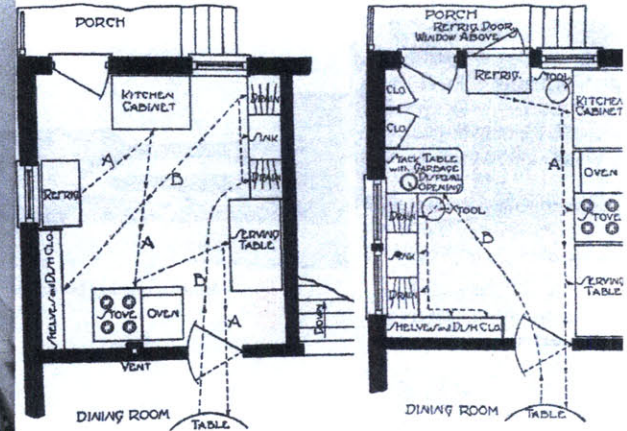 PORCH
KITCHEN
CABINET
DRAIN
SINK
DRAIN
A
B
REFRIG
A
SERVING
TABLE
B
A
SHELVES AND DISH CLO.
STOVE
OVEN
VENT
DOWN
DINING ROOM
TABLE
PORCH
REFRIG. DOOR
WINDOW ABOVE
REFRIG.
STOOL
CLO
CLO
KITCHEN
CABINET
A
OVEN
STACK TABLE
WITH GARBAGE
DISPOSAL
OPENING
STOOL
STOVE
DRAIN
SINK
DRAIN
B
SERVING
TABLE
SHELVES AND DISH CLO.
DINING ROOM
TABLE